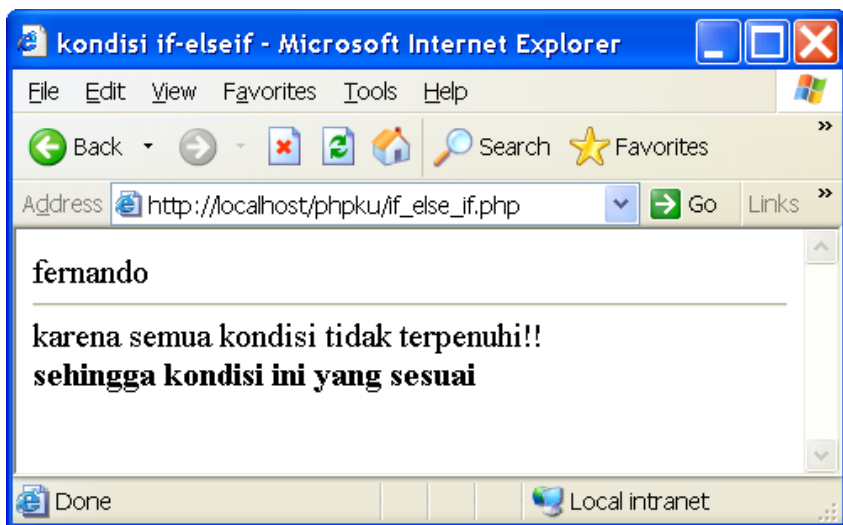 kondisi if-elseif - Microsoft Internet Explorer
File Edit View Favorites Tools Help
Back Search Favorites »
Address http://localhost/phpku/if_else_if.php Go Links »
fernando
karena semua kondisi tidak terpenuhi!!
sehingga kondisi ini yang sesuai
Done Local intranet